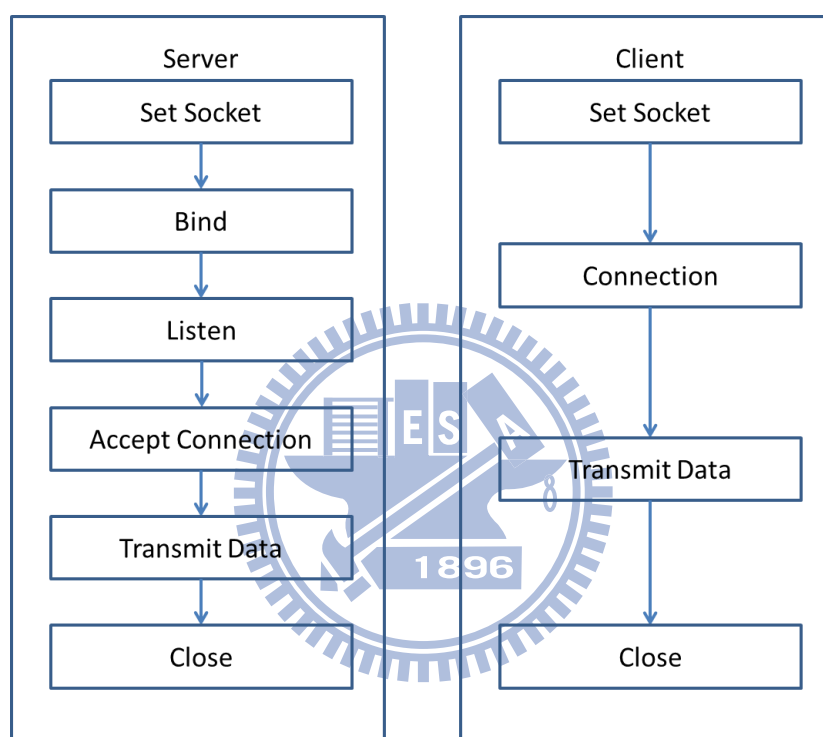 Server
Set Socket
Bind
Listen
Accept Connection
Transmit Data
Close
Client
Set Socket
Connection
Transmit Data
Close
E S A
1896